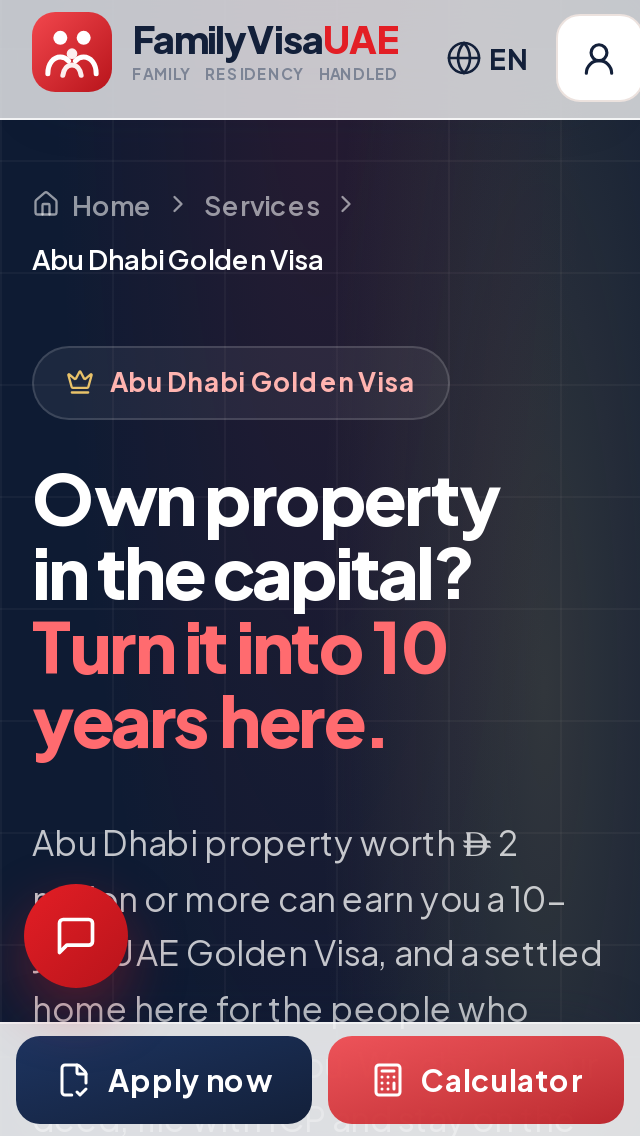 FamilyVisaUAE
FAMILY RESIDENCY HANDLED
EN
Home > Services >
Abu Dhabi Golden Visa
Abu Dhabi Golden Visa
Own property
in the capital?
Turn it into 10
years here.
Abu Dhabi property worth 2
or more can earn you a 10–
UAE Golden Visa, and a settled
home here for the people who
Apply now
Calculator